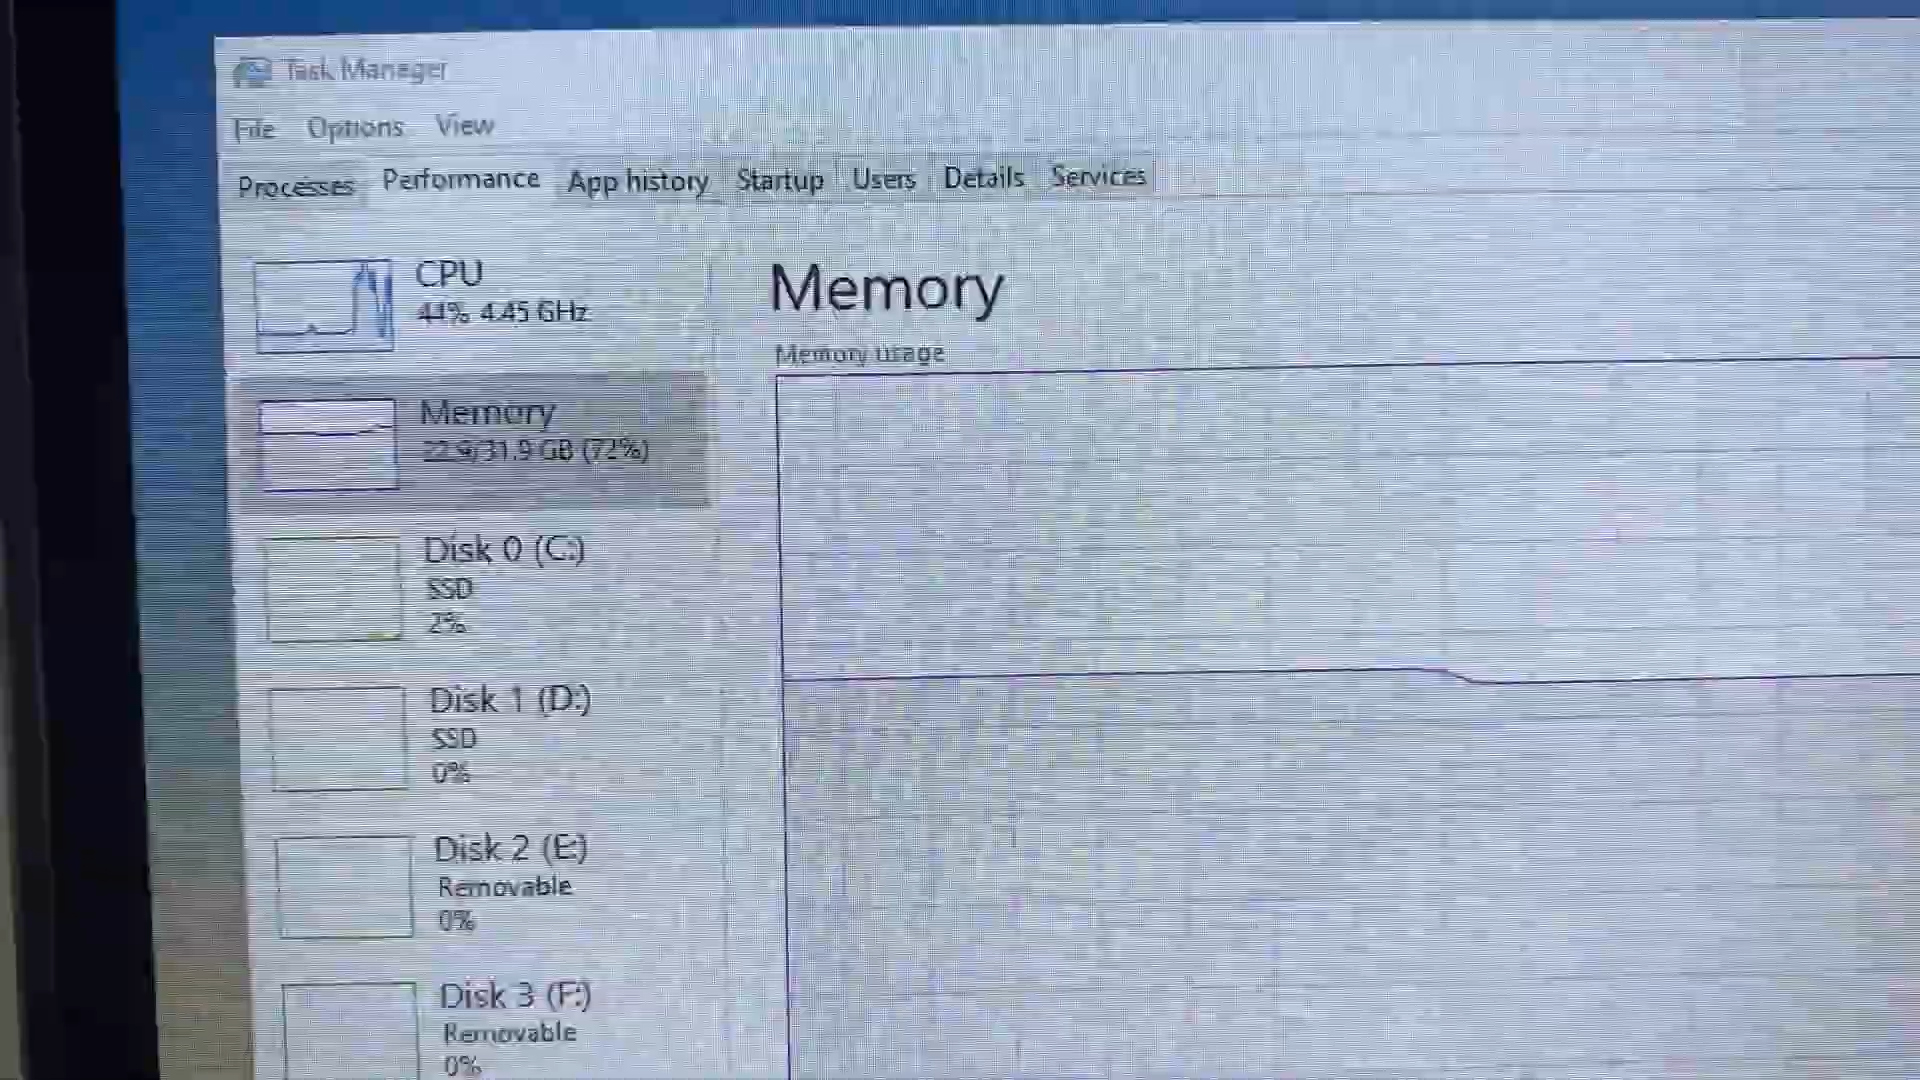 Task Manager
File Options View
Processes Performance App history Startup Users Details Services
CPU
44% 4.45 GHz
Memory
22.9/31.9 GB (72%)
Disk 0 (C:)
SSD
2%
Disk 1 (D:)
SSD
0%
Disk 2 (E:)
Removable
0%
Disk 3 (F:)
Removable
0%
Memory
Memory usage